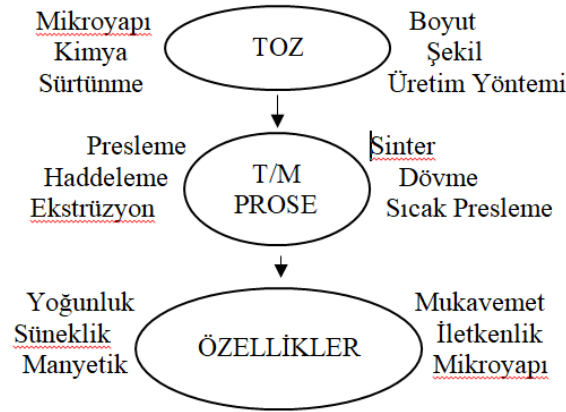 Mikroyapı
Kimya
Sürtünme
TOZ
Boyut
Şekil
Üretim Yöntemi
Presleme
Haddeleme
Ekstrüzyon
T/M
PROSE
Sinter
Dövme
Sıcak Presleme
Yoğunluk
Süneklik
Manyetik
ÖZELLİKLER
Mukavemet
İletkenlik
Mikroyapı